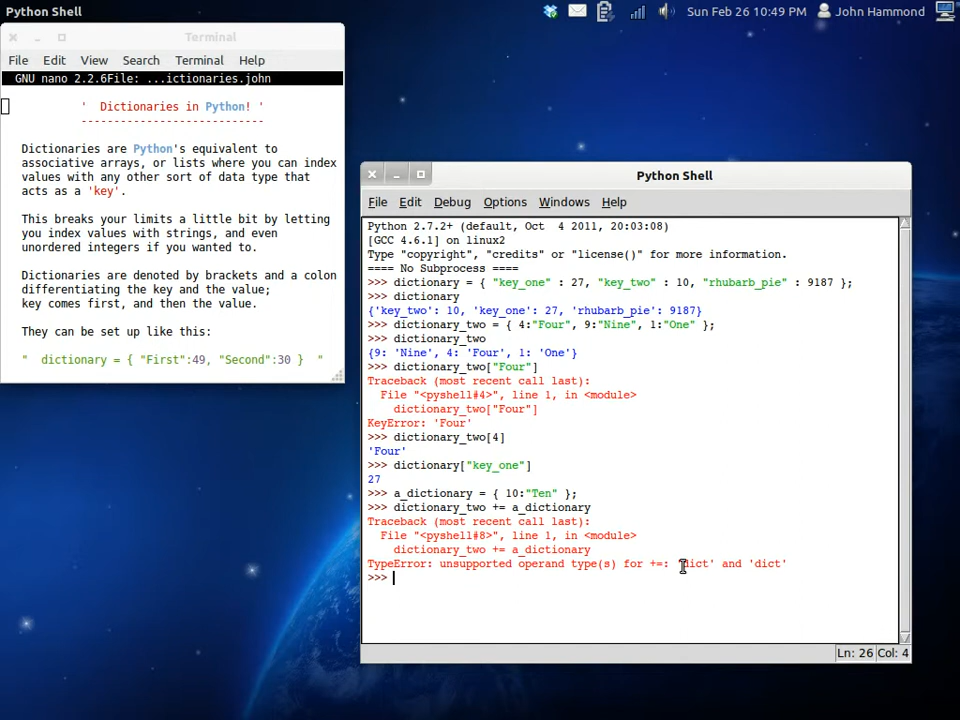 Python Shell
Sun Feb 26 10:49 PM
John Hammond
Terminal
File Edit View Search Terminal Help
GNU nano 2.2.6File: ...ictionaries.john
' Dictionaries in Python! '
--------------------------
Dictionaries are Python's equivalent to
associative arrays, or lists where you can index
values with any other sort of data type that
acts as a 'key'.
This breaks your limits a little bit by letting
you index values with strings, and even
unordered integers if you wanted to.
Dictionaries are denoted by brackets and a colon
differentiating the key and the value;
key comes first, and then the value.
They can be set up like this:
" dictionary = { "First":49, "Second":30 } "
Python Shell
File Edit Debug Options Windows Help
Python 2.7.2+ (default, Oct  4 2011, 20:03:08)
[GCC 4.6.1] on linux2
Type "copyright", "credits" or "license()" for more information.
==== No Subprocess ====
>>> dictionary = { "key_one" : 27, "key_two" : 10, "rhubarb_pie" : 9187 };
>>> dictionary
{'key_two': 10, 'key_one': 27, 'rhubarb_pie': 9187}
>>> dictionary_two = { 4:"Four", 9:"Nine", 1:"One" };
>>> dictionary_two
{9: 'Nine', 4: 'Four', 1: 'One'}
>>> dictionary_two["Four"]
Traceback (most recent call last):
  File "<pyshell#4>", line 1, in <module>
    dictionary_two["Four"]
KeyError: 'Four'
>>> dictionary_two[4]
'Four'
>>> dictionary["key_one"]
27
>>> a_dictionary = { 10:"Ten" };
>>> dictionary_two += a_dictionary
Traceback (most recent call last):
  File "<pyshell#8>", line 1, in <module>
    dictionary_two += a_dictionary
TypeError: unsupported operand type(s) for +=: 'dict' and 'dict'
>>>
Ln: 26 Col: 4